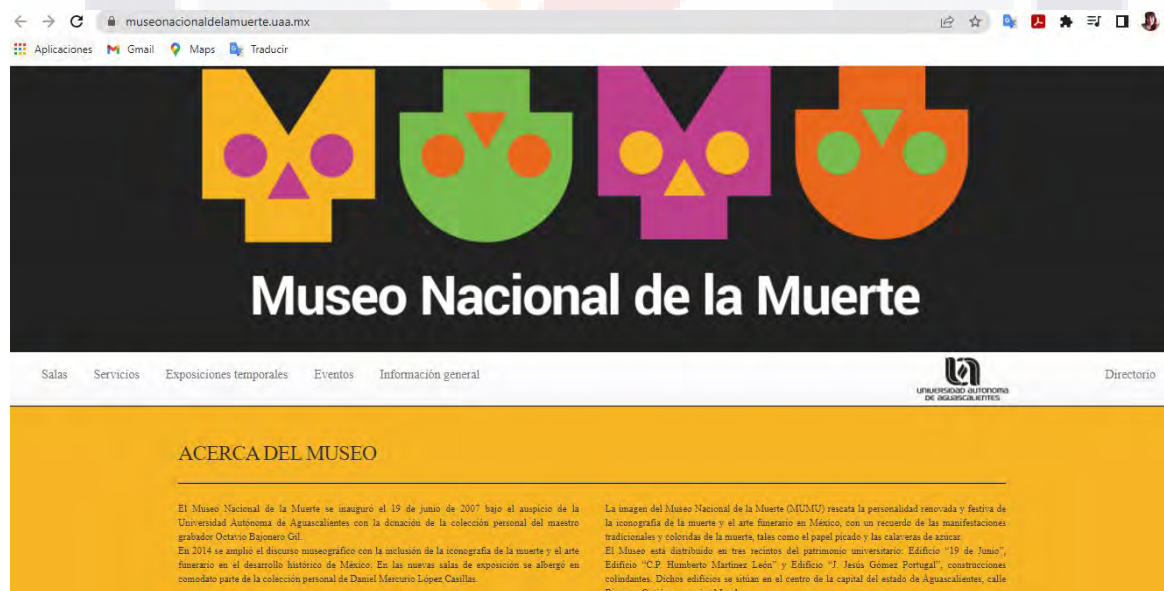 museonacionaldelamuerte.uaa.mx
Aplicaciones Gmail Maps Traducir
Museo Nacional de la Muerte
Salas Servicios Exposiciones temporales Eventos Información general
UNIVERSIDAD AUTONOMA
DE AGUASCALIENTES
Directorio
ACERCA DEL MUSEO
El Museo Nacional de la Muerte se inauguró el 19 de junio de 2007 bajo el auspicio de la
Universidad Autónoma de Aguascalientes con la donación de la colección personal del maestro
grabador Octavio Bajonero Gil.
En 2014 se amplió el discurso museográfico con la inclusión de la iconografía de la muerte y el arte
funerario en el desarrollo histórico de México. En las nuevas salas de exposición se albergó en
comodato parte de la colección personal de Daniel Mercurio López Casillas.
La imagen del Museo Nacional de la Muerte (MUMU) rescata la personalidad renovada y festiva de
la iconografía de la muerte y el arte funerario en México, con un recuerdo de las manifestaciones
tradicionales y coloridas de la muerte, tales como el papel picado y las calaveras de azúcar.
El Museo está distribuido en tres recintos del patrimonio universitario: Edificio “19 de Junio”,
Edificio “C.P. Humberto Martínez León” y Edificio “J. Jesús Gómez Portugal”, construcciones
colindantes. Dichos edificios se sitúan en el centro de la capital del estado de Aguascalientes, calle